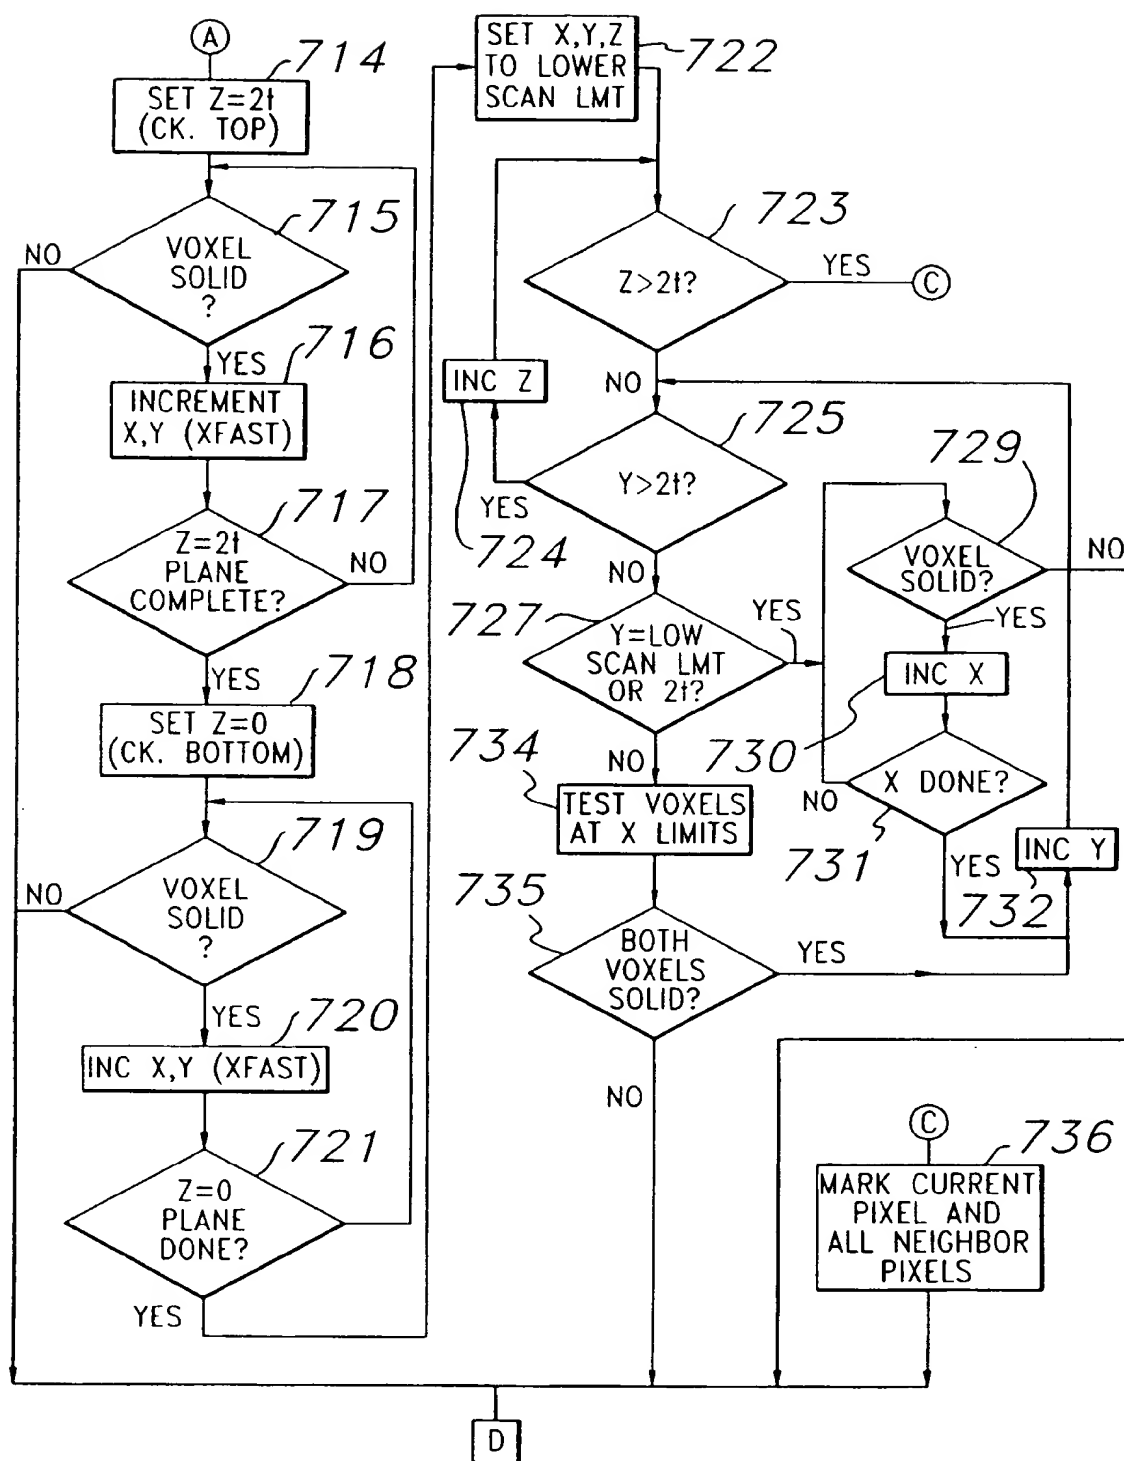 A
714
SET Z=2t
(CK. TOP)
715
VOXEL
SOLID
?
NO
YES
716
INCREMENT
X,Y (XFAST)
717
Z=2t
PLANE
COMPLETE?
NO
YES
718
SET Z=0
(CK. BOTTOM)
719
VOXEL
SOLID
?
NO
YES
720
INC X,Y (XFAST)
721
Z=0
PLANE
DONE?
YES
SET X,Y,Z
TO LOWER
SCAN LMT
722
723
Z>2t?
YES
C
NO
INC Z
724
725
Y>2t?
YES
NO
727
Y=LOW
SCAN LMT
OR 2t?
YES
NO
729
VOXEL
SOLID?
NO
YES
INC X
730
X DONE?
NO
731
YES
INC Y
732
734
TEST VOXELS
AT X LIMITS
735
BOTH
VOXELS
SOLID?
YES
NO
C
736
MARK CURRENT
PIXEL AND
ALL NEIGHBOR
PIXELS
D